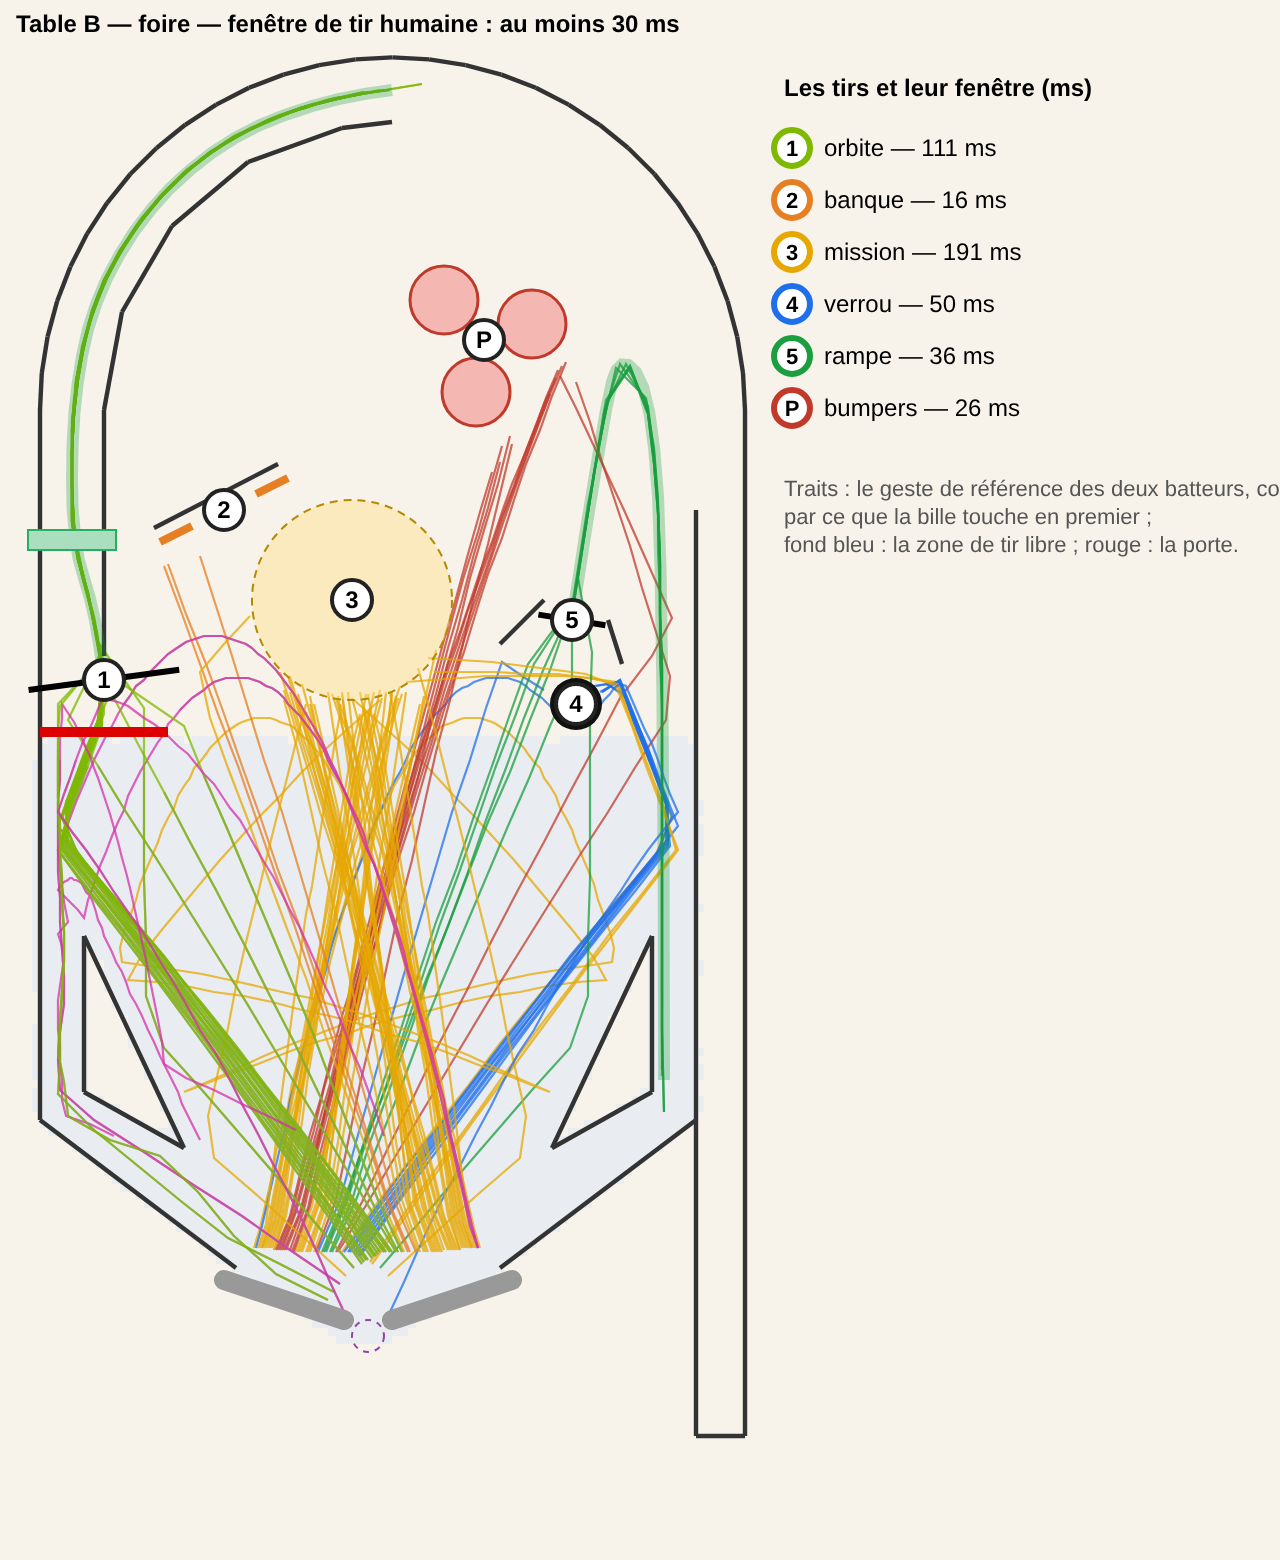 Table B — foire — fenêtre de tir humaine : au moins 30 ms
Les tirs et leur fenêtre (ms)
1 orbite — 111 ms
2 banque — 16 ms
3 mission — 191 ms
4 verrou — 50 ms
5 rampe — 36 ms
P bumpers — 26 ms
Traits : le geste de référence des deux batteurs, co
par ce que la bille touche en premier ;
fond bleu : la zone de tir libre ; rouge : la porte.
P
2
3
5
1
4